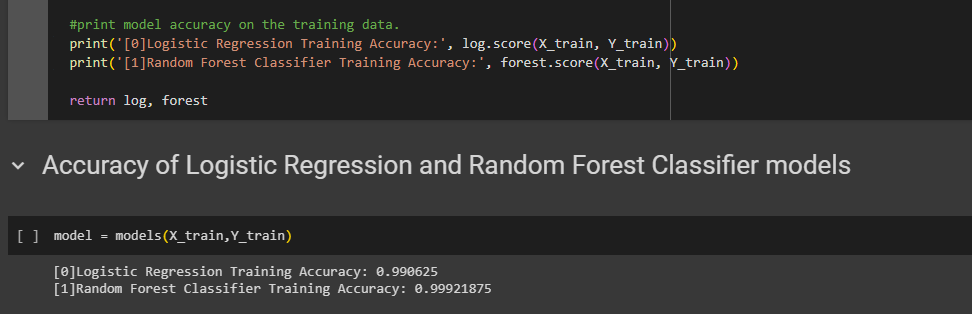 #print model accuracy on the training data.
print('[0]Logistic Regression Training Accuracy:', log.score(X_train, Y_train))
print('[1]Random Forest Classifier Training Accuracy:', forest.score(X_train, Y_train))
return log, forest
Accuracy of Logistic Regression and Random Forest Classifier models
[ ] model = models(X_train,Y_train)
[0]Logistic Regression Training Accuracy: 0.990625
[1]Random Forest Classifier Training Accuracy: 0.99921875